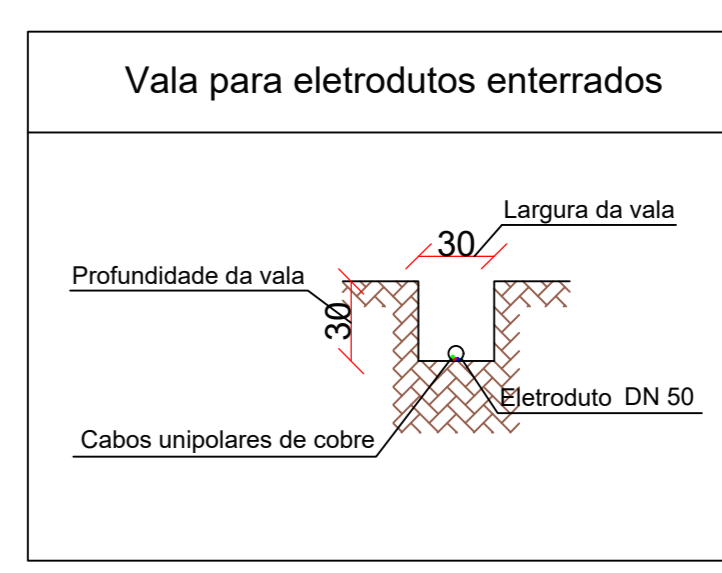 Vala para eletrodutos enterrados
Largura da vala
30
Profundidade da vala
30
Eletroduto DN 50
Cabos unipolares de cobre